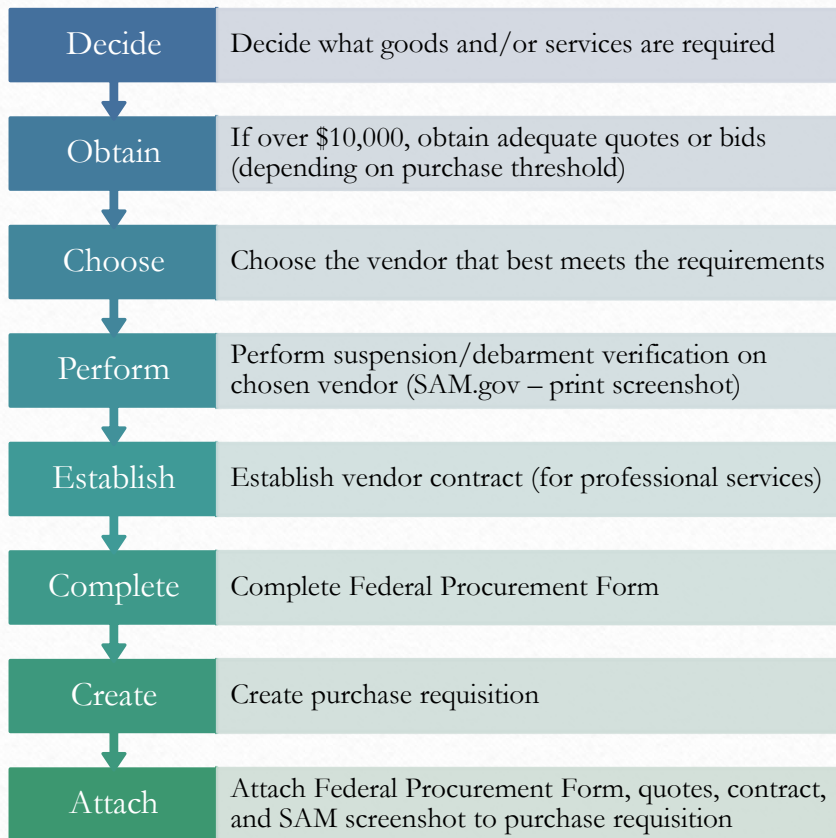 Decide
Decide what goods and/or services are required
Obtain
If over $10,000, obtain adequate quotes or bids
(depending on purchase threshold)
Choose
Choose the vendor that best meets the requirements
Perform
Perform suspension/debarment verification on
chosen vendor (SAM.gov – print screenshot)
Establish
Establish vendor contract (for professional services)
Complete
Complete Federal Procurement Form
Create
Create purchase requisition
Attach
Attach Federal Procurement Form, quotes, contract,
and SAM screenshot to purchase requisition